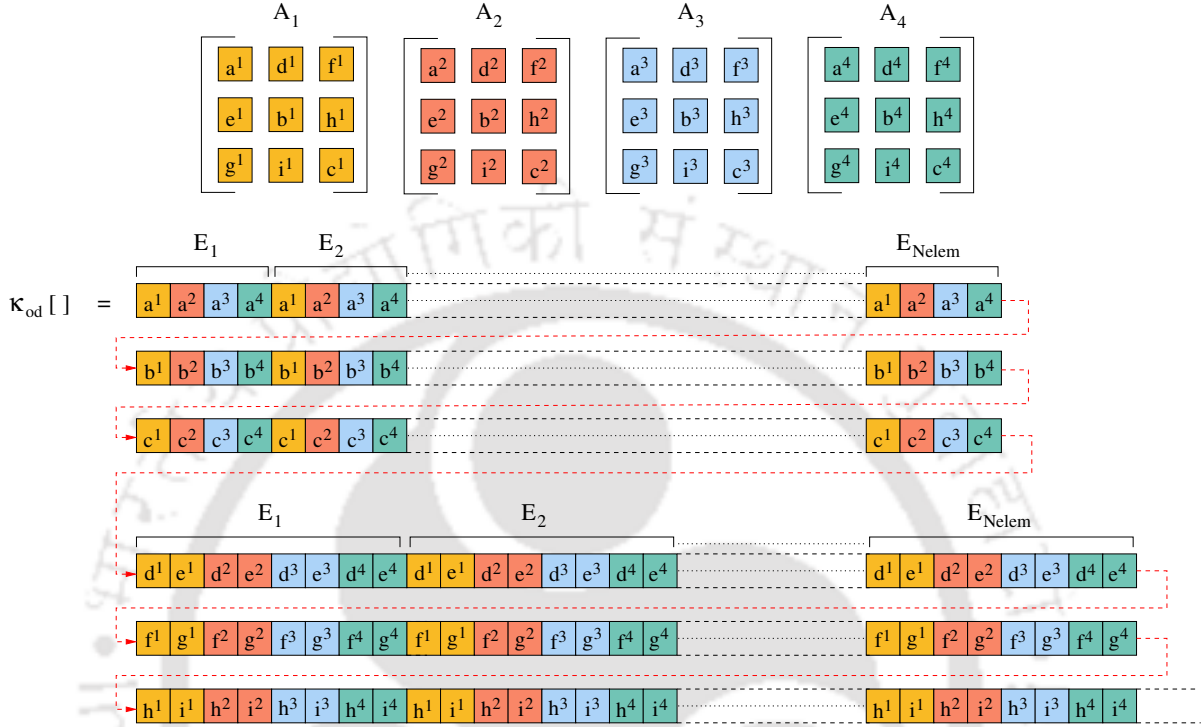 A₁ A₂ A₃ A₄
a¹ d¹ f¹ a² d² f² a³ d³ f³ a⁴ d⁴ f⁴
e¹ b¹ h¹ e² b² h² e³ b³ h³ e⁴ b⁴ h⁴
g¹ i¹ c¹ g² i² c² g³ i³ c³ g⁴ i⁴ c⁴
E₁ E₂ E_Nelem
κ_od [ ] = a¹ a² a³ a⁴ a¹ a² a³ a⁴ a¹ a² a³ a⁴
b¹ b² b³ b⁴ b¹ b² b³ b⁴ b¹ b² b³ b⁴
c¹ c² c³ c⁴ c¹ c² c³ c⁴ c¹ c² c³ c⁴
E₁ E₂ E_Nelem
d¹ e¹ d² e² d³ e³ d⁴ e⁴ d¹ e¹ d² e² d³ e³ d⁴ e⁴ d¹ e¹ d² e² d³ e³ d⁴ e⁴
f¹ g¹ f² g² f³ g³ f⁴ g⁴ f¹ g¹ f² g² f³ g³ f⁴ g⁴ f¹ g¹ f² g² f³ g³ f⁴ g⁴
h¹ i¹ h² i² h³ i³ h⁴ i⁴ h¹ i¹ h² i² h³ i³ h⁴ i⁴ h¹ i¹ h² i² h³ i³ h⁴ i⁴